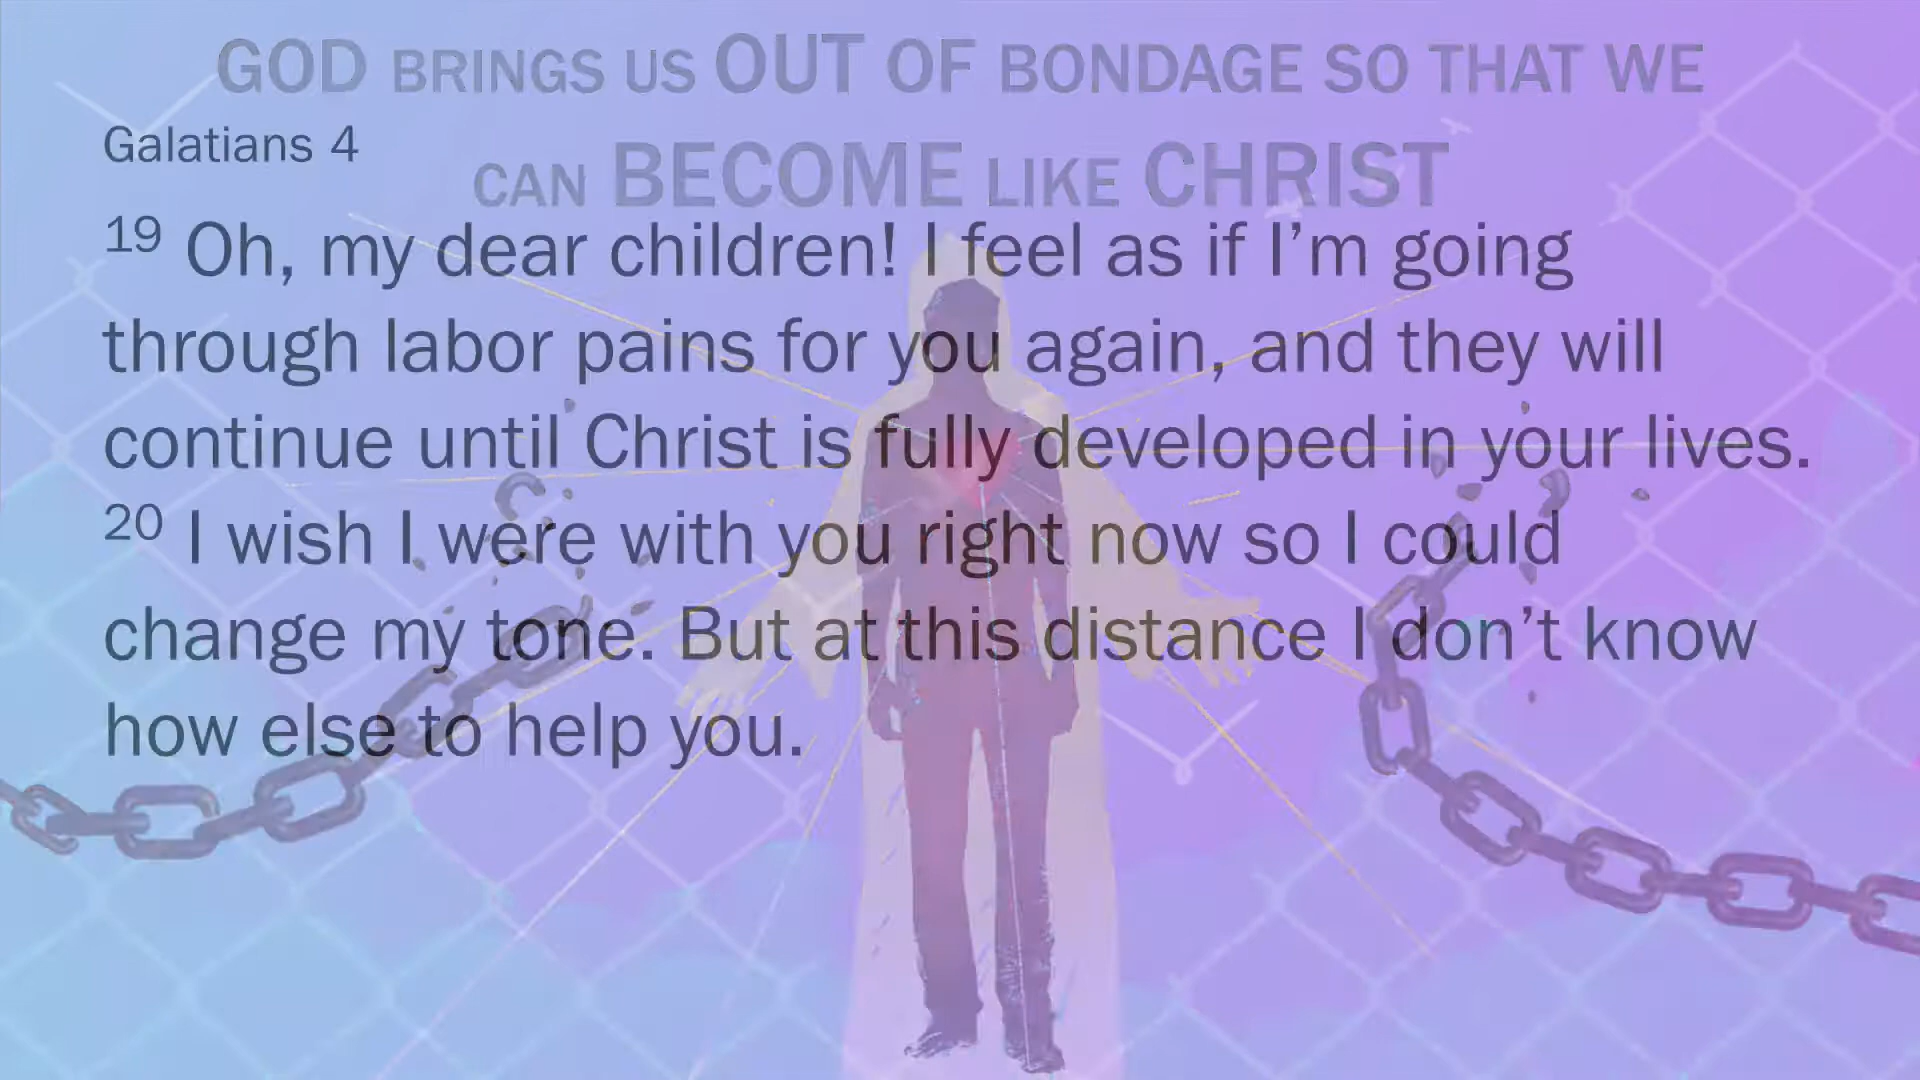 GOD BRINGS US OUT OF BONDAGE SO THAT WE
CAN BECOME LIKE CHRIST
Galatians 4
19 Oh, my dear children! I feel as if I’m going
through labor pains for you again, and they will
continue until Christ is fully developed in your lives.
20 I wish I were with you right now so I could
change my tone. But at this distance I don’t know
how else to help you.